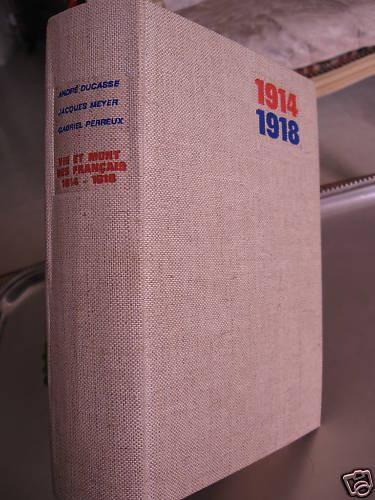 ANDRÉ DUCASSE
JACQUES MEYER
GABRIEL PERREUX
VIE ET MORT
DES FRANÇAIS
1914 - 1918
1914
1918